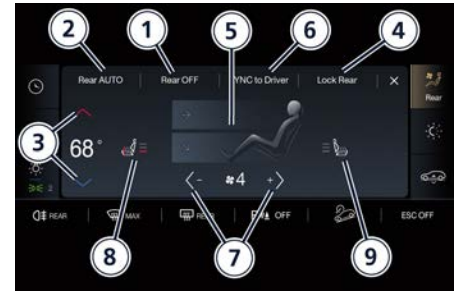 2 1 5 6 4
Rear AUTO Rear OFF YNC to Driver Lock Rear X
Rear
3 68°
- 4 +
2
REAR MAX REAR OFF ESC OFF
8 7 9